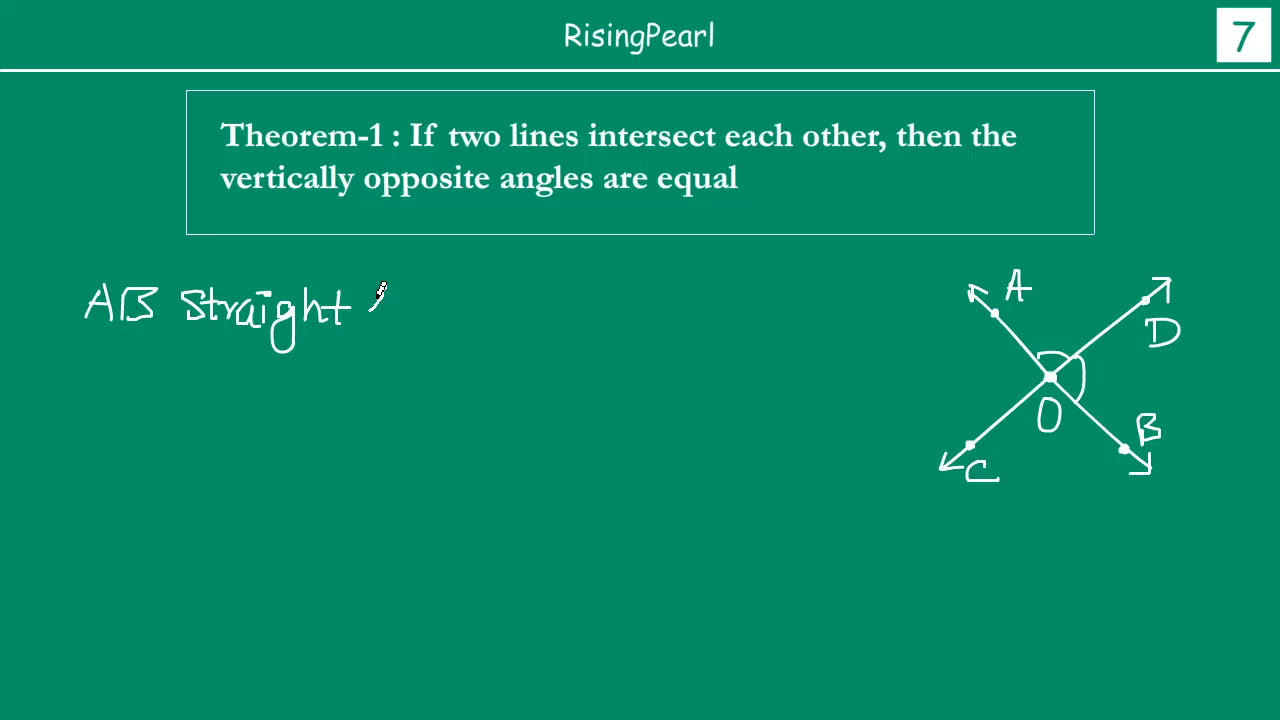 RisingPearl
7
Theorem-1 : If two lines intersect each other, then the
vertically opposite angles are equal
AB Straight
A
D
O
B
C